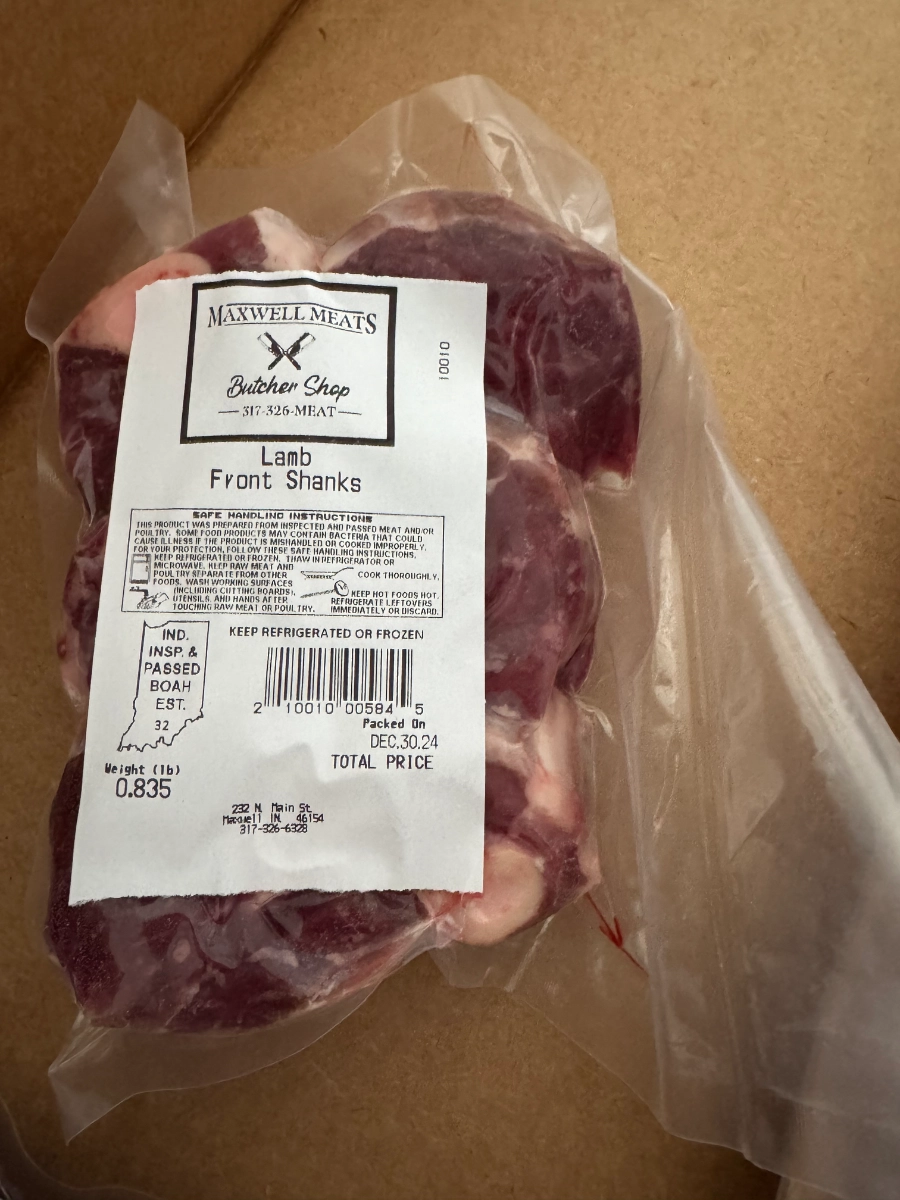 MAXWELL MEATS
Butcher Shop
317-326-MEAT
10010
Lamb
Front Shanks
SAFE HANDLING INSTRUCTIONS
THIS PRODUCT WAS PREPARED FROM INSPECTED AND PASSED MEAT AND/OR
POULTRY. SOME FOOD PRODUCTS MAY CONTAIN BACTERIA THAT COULD
CAUSE ILLNESS IF THE PRODUCT IS MISHANDLED OR COOKED IMPROPERLY.
FOR YOUR PROTECTION, FOLLOW THESE SAFE HANDLING INSTRUCTIONS.
KEEP REFRIGERATED OR FROZEN. THAW IN REFRIGERATOR OR
MICROWAVE. KEEP RAW MEAT AND
POULTRY SEPARATE FROM OTHER
FOODS. WASH WORKING SURFACES
(INCLUDING CUTTING BOARDS),
UTENSILS, AND HANDS AFTER
TOUCHING RAW MEAT OR POULTRY.
COOK THOROUGHLY.
KEEP HOT FOODS HOT.
REFRIGERATE LEFTOVERS
IMMEDIATELY OR DISCARD.
IND.
INSP. &
PASSED
BOAH
EST.
32
KEEP REFRIGERATED OR FROZEN
2 10010 00584 5
Packed On
DEC.30.24
TOTAL PRICE
Weight (lb)
0.835
232 N. Main St.
Maxwell IN. 46154
317-326-6328